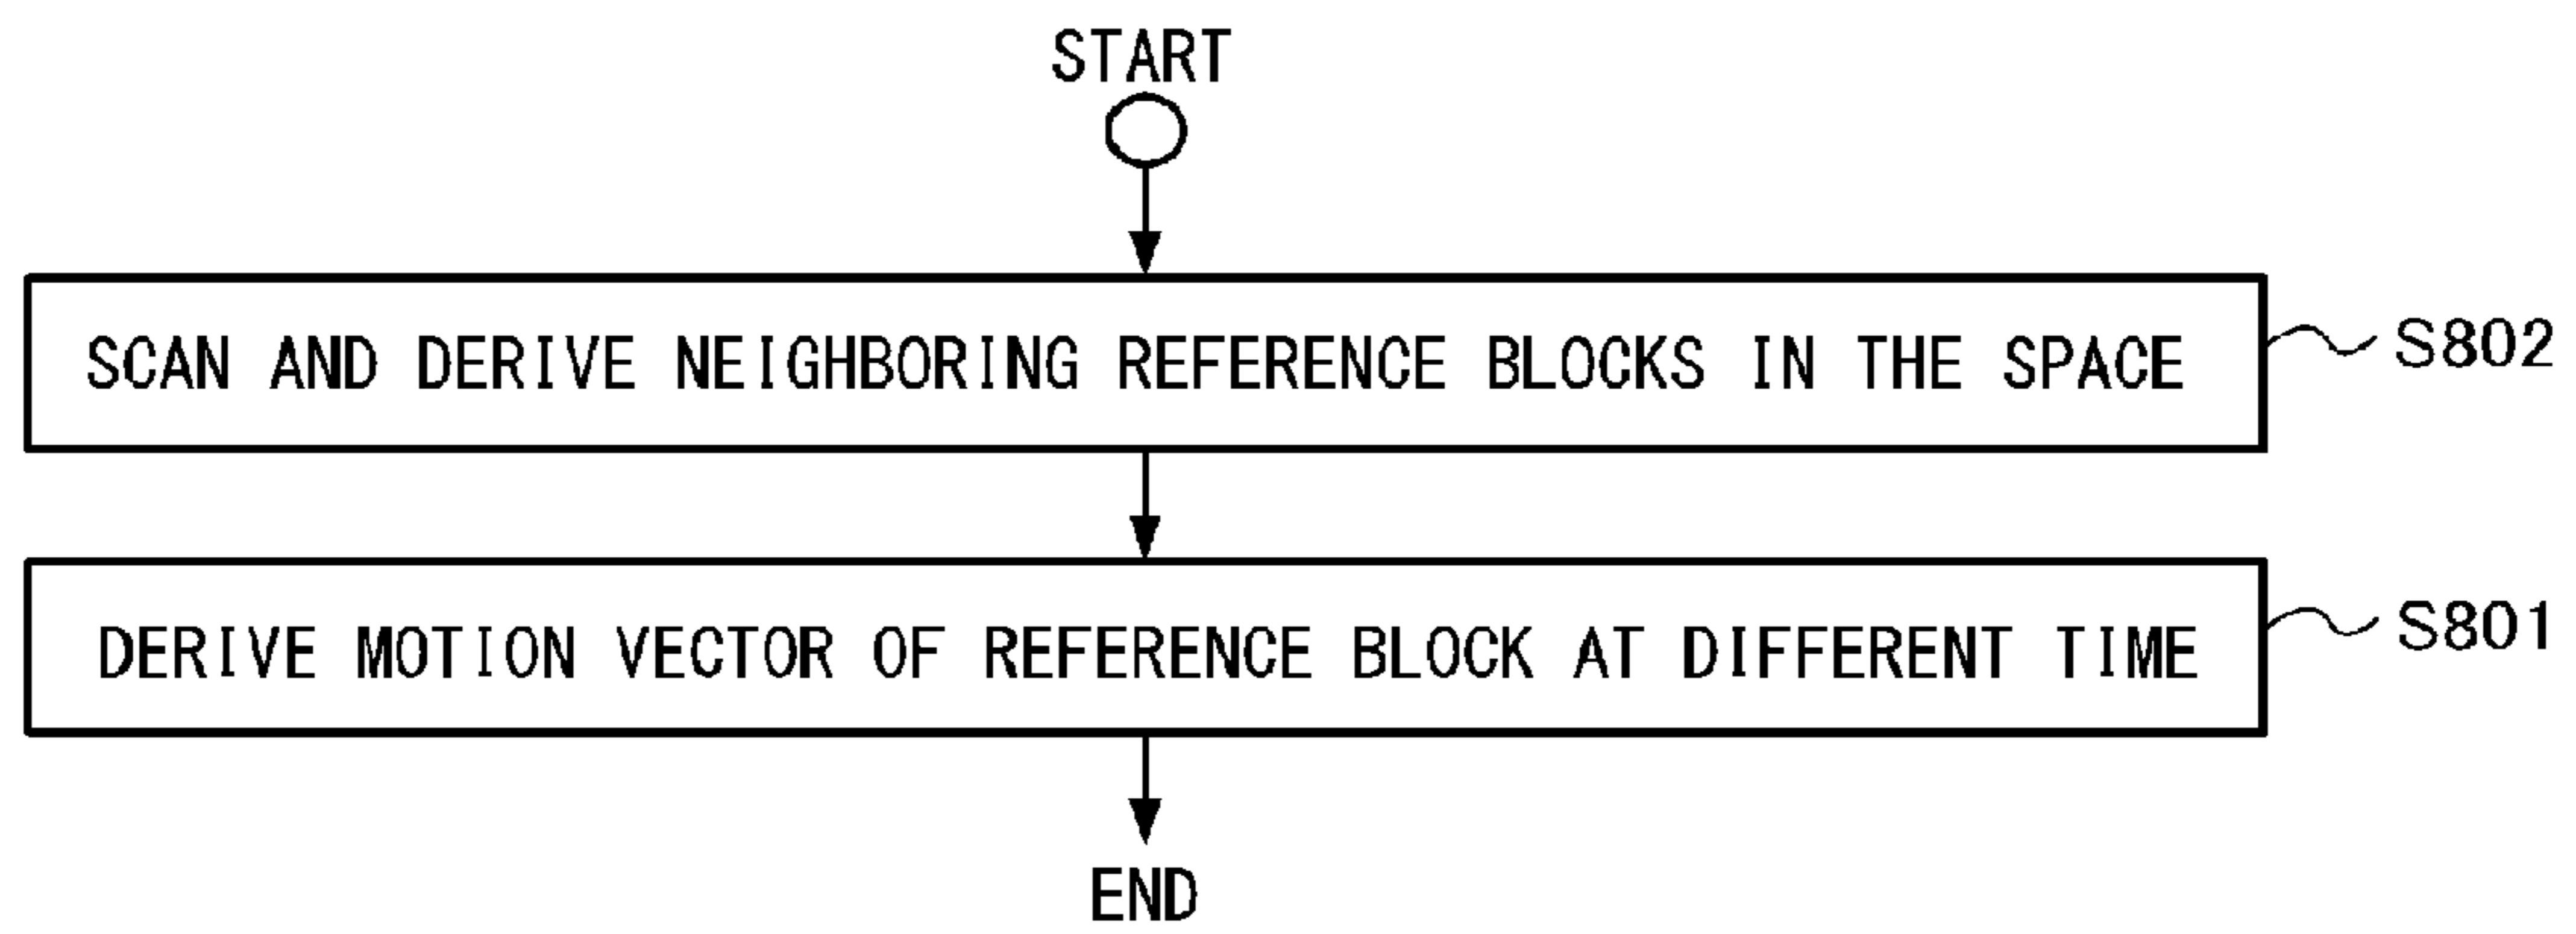 START
SCAN AND DERIVE NEIGHBORING REFERENCE BLOCKS IN THE SPACE
S802
DERIVE MOTION VECTOR OF REFERENCE BLOCK AT DIFFERENT TIME
S801
END